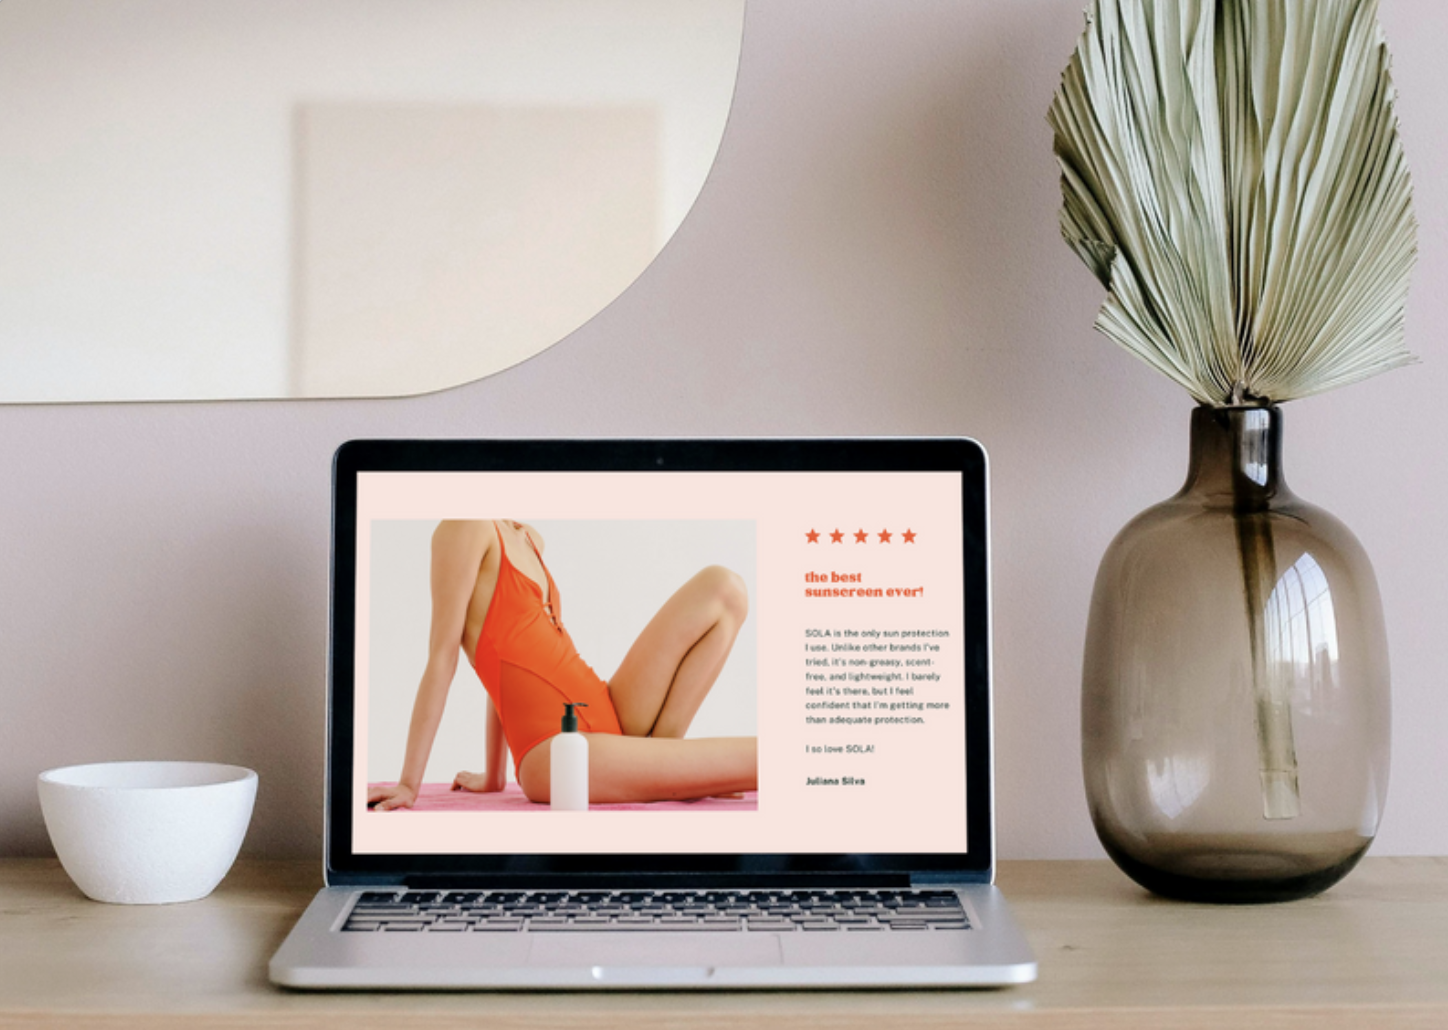 the best
sunscreen ever!
SOLA is the only sun protection
I use. Unlike other brands I've
tried, it's non-greasy, scent-
free, and lightweight. I barely
feel it's there, but I feel
confident that I'm getting more
than adequate protection.
I so love SOLA!
Juliana Silva